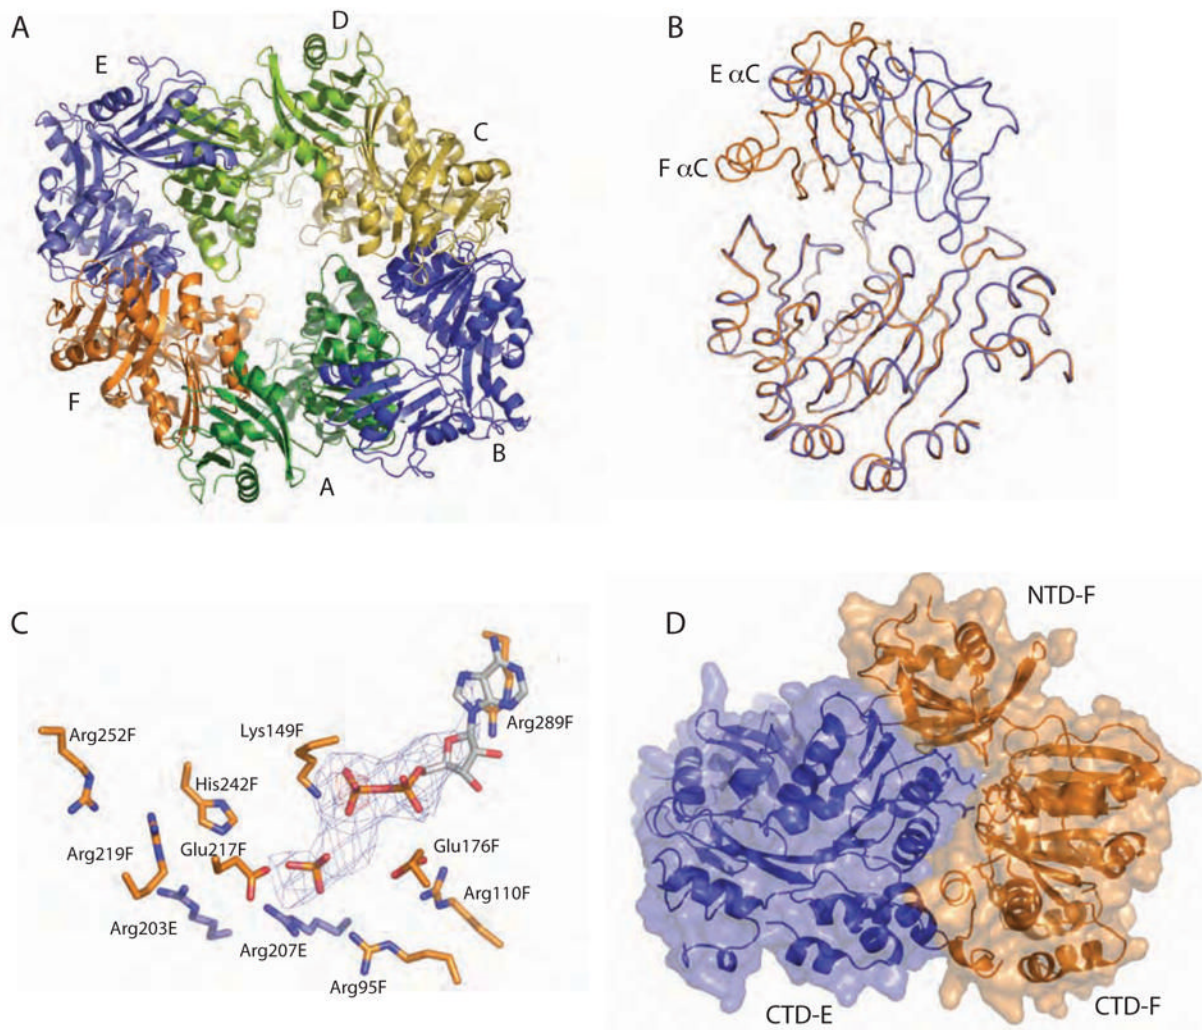 A
D
E
C
F
B
A
B
E αC
F αC
C
Arg252F
Lys149F
His242F
Arg289F
Arg219F
Glu217F
Glu176F
Arg110F
Arg203E
Arg207E
Arg95F
D
NTD-F
CTD-E
CTD-F